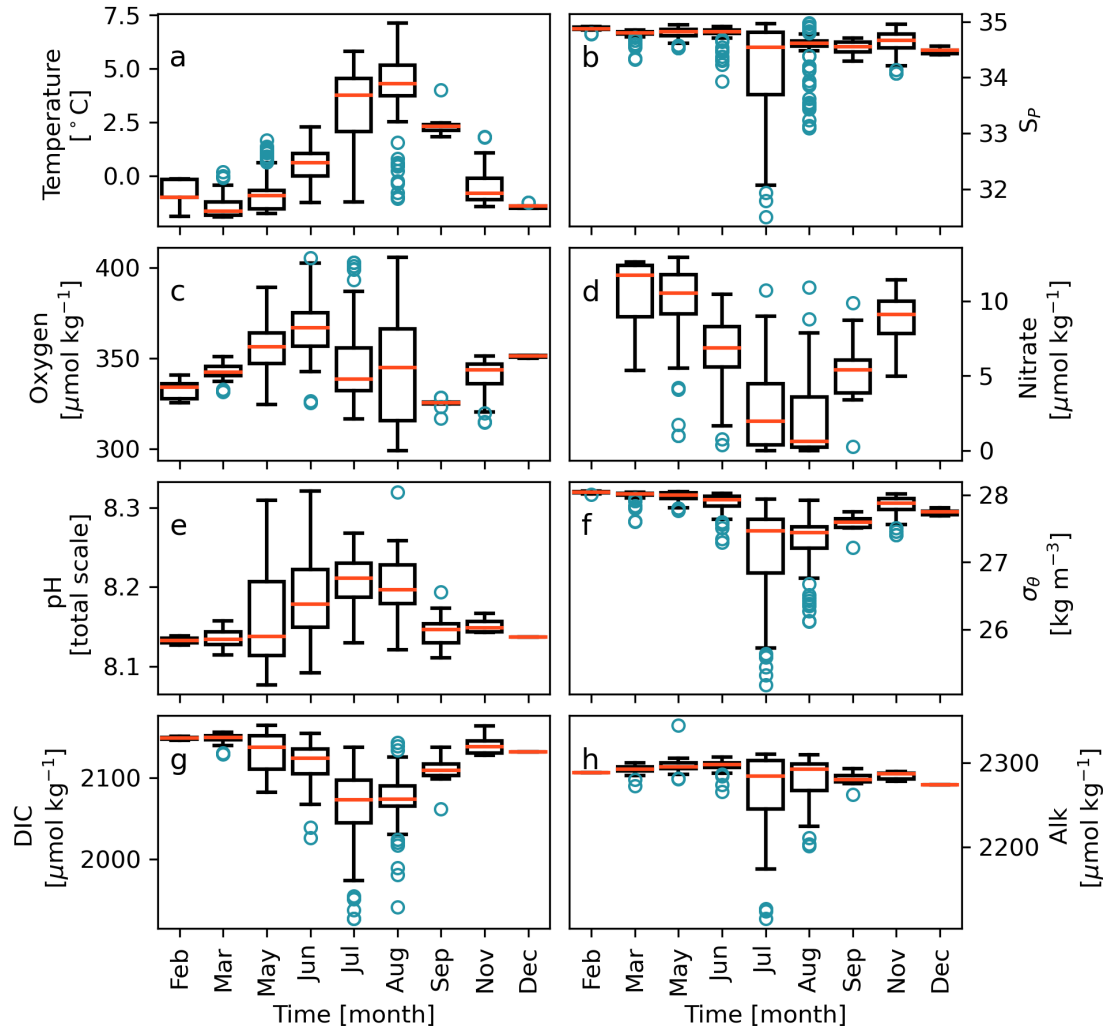 7.5
5.0
2.5
0.0
Temperature
[°C]
a
35
34
33
32
S_P
b
400
350
300
Oxygen
[μmol kg⁻¹]
c
10
5
0
Nitrate
[μmol kg⁻¹]
d
8.3
8.2
8.1
pH
[total scale]
e
28
27
26
σ_θ
[kg m⁻³]
f
2100
2000
DIC
[μmol kg⁻¹]
g
2300
2200
Alk
[μmol kg⁻¹]
h
Feb
Mar
May
Jun
Jul
Aug
Sep
Nov
Dec
Time [month]
Feb
Mar
May
Jun
Jul
Aug
Sep
Nov
Dec
Time [month]